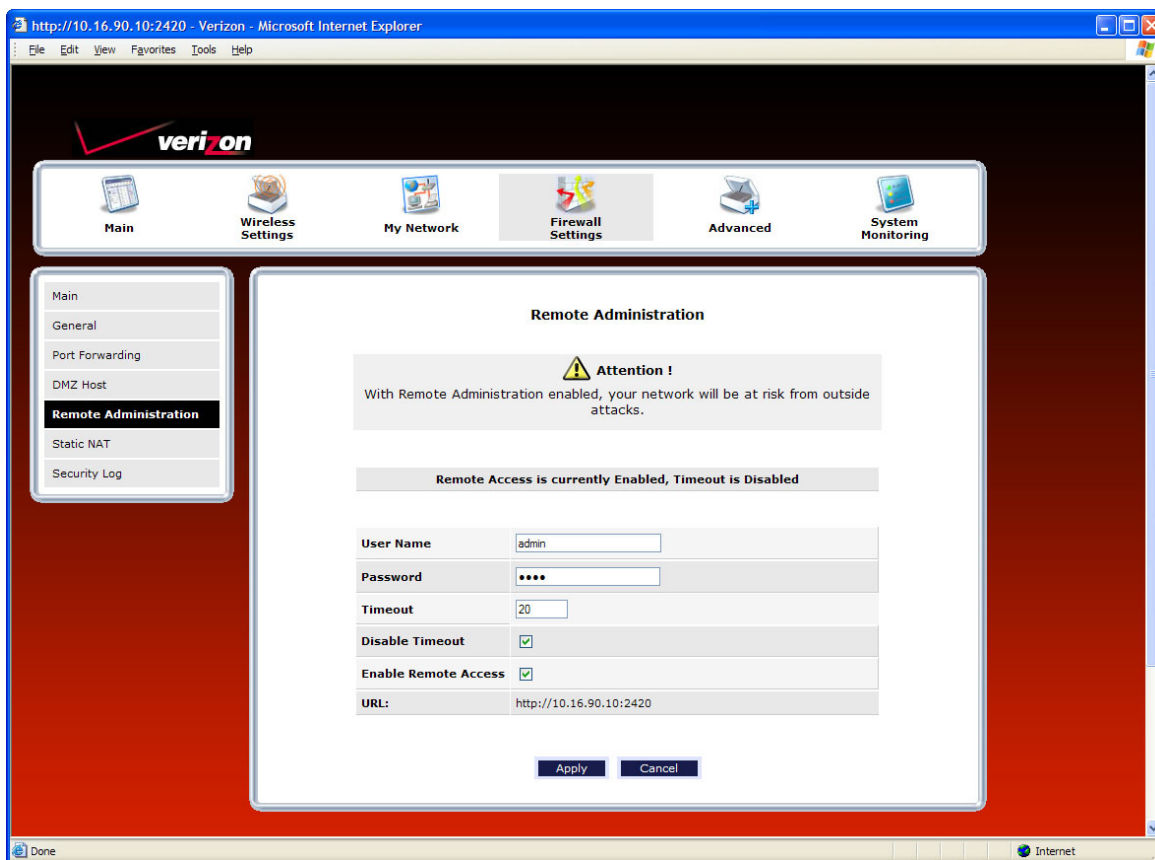 http://10.16.90.10:2420 - Verizon - Microsoft Internet Explorer
File Edit View Favorites Tools Help
verizon
Main
Wireless
Settings
My Network
Firewall
Settings
Advanced
System
Monitoring
Main
General
Port Forwarding
DMZ Host
Remote Administration
Static NAT
Security Log
Remote Administration
Attention !
With Remote Administration enabled, your network will be at risk from outside
attacks.
Remote Access is currently Enabled, Timeout is Disabled
User Name admin
Password ••••
Timeout 20
Disable Timeout
Enable Remote Access
URL: http://10.16.90.10:2420
Apply Cancel
Done Internet